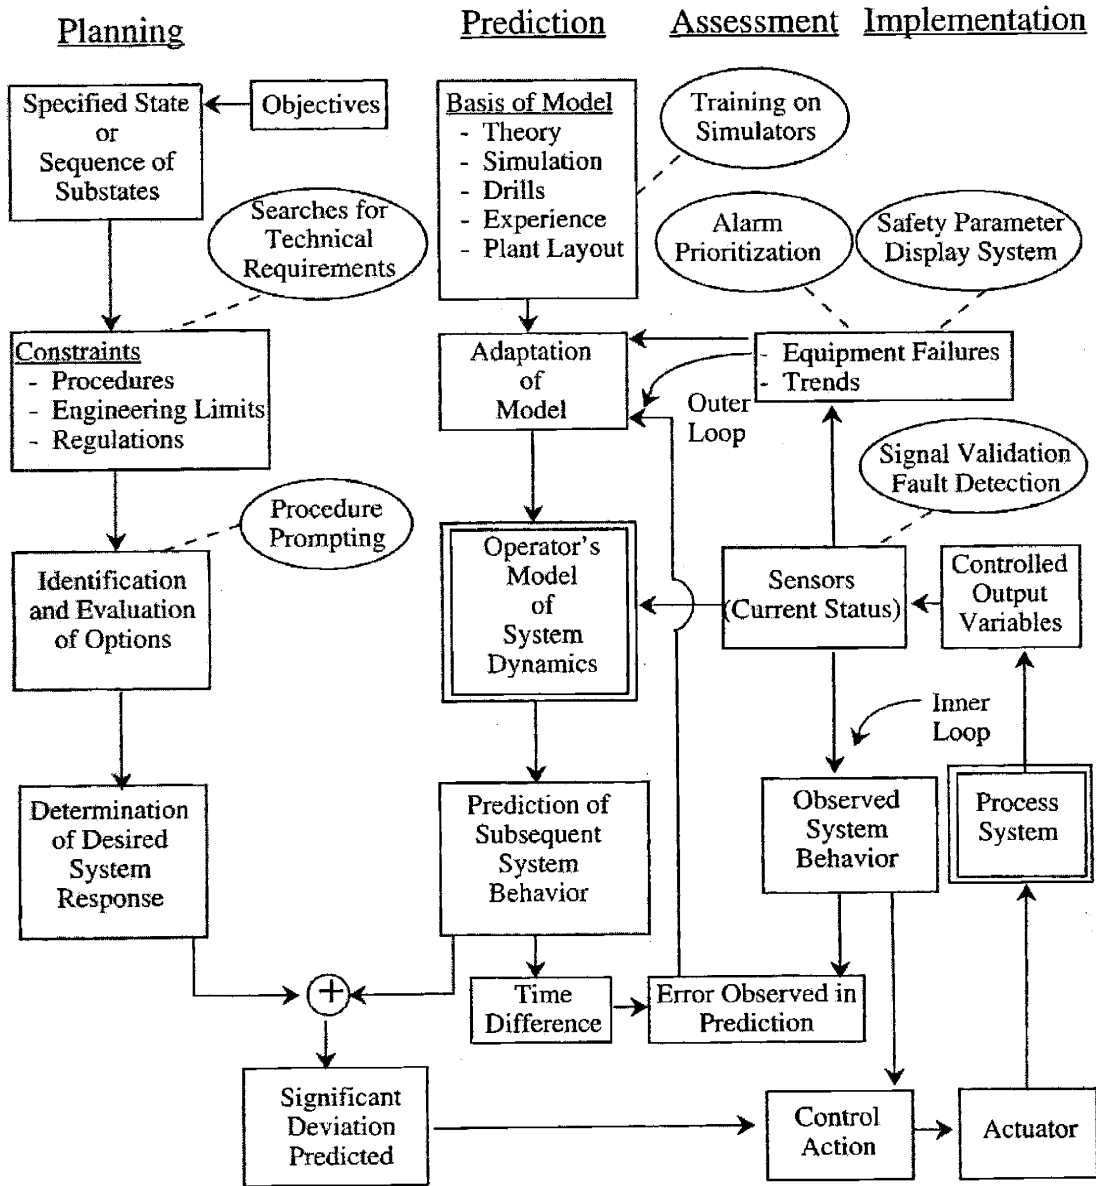 Planning
Prediction
Assessment
Implementation
Specified State
or
Sequence of
Substates
Objectives
Searches for
Technical
Requirements
Constraints
- Procedures
- Engineering Limits
- Regulations
Procedure
Prompting
Identification
and Evaluation
of Options
Determination
of Desired
System
Response
+
Significant
Deviation
Predicted
Basis of Model
- Theory
- Simulation
- Drills
- Experience
- Plant Layout
Training on
Simulators
Adaptation
of
Model
Operator's
Model
of
System
Dynamics
Prediction of
Subsequent
System
Behavior
Time
Difference
Error Observed in
Prediction
Alarm
Prioritization
Safety Parameter
Display System
- Equipment Failures
- Trends
Outer
Loop
Signal Validation
Fault Detection
Sensors
(Current Status)
Controlled
Output
Variables
Inner
Loop
Observed
System
Behavior
Process
System
Control
Action
Actuator